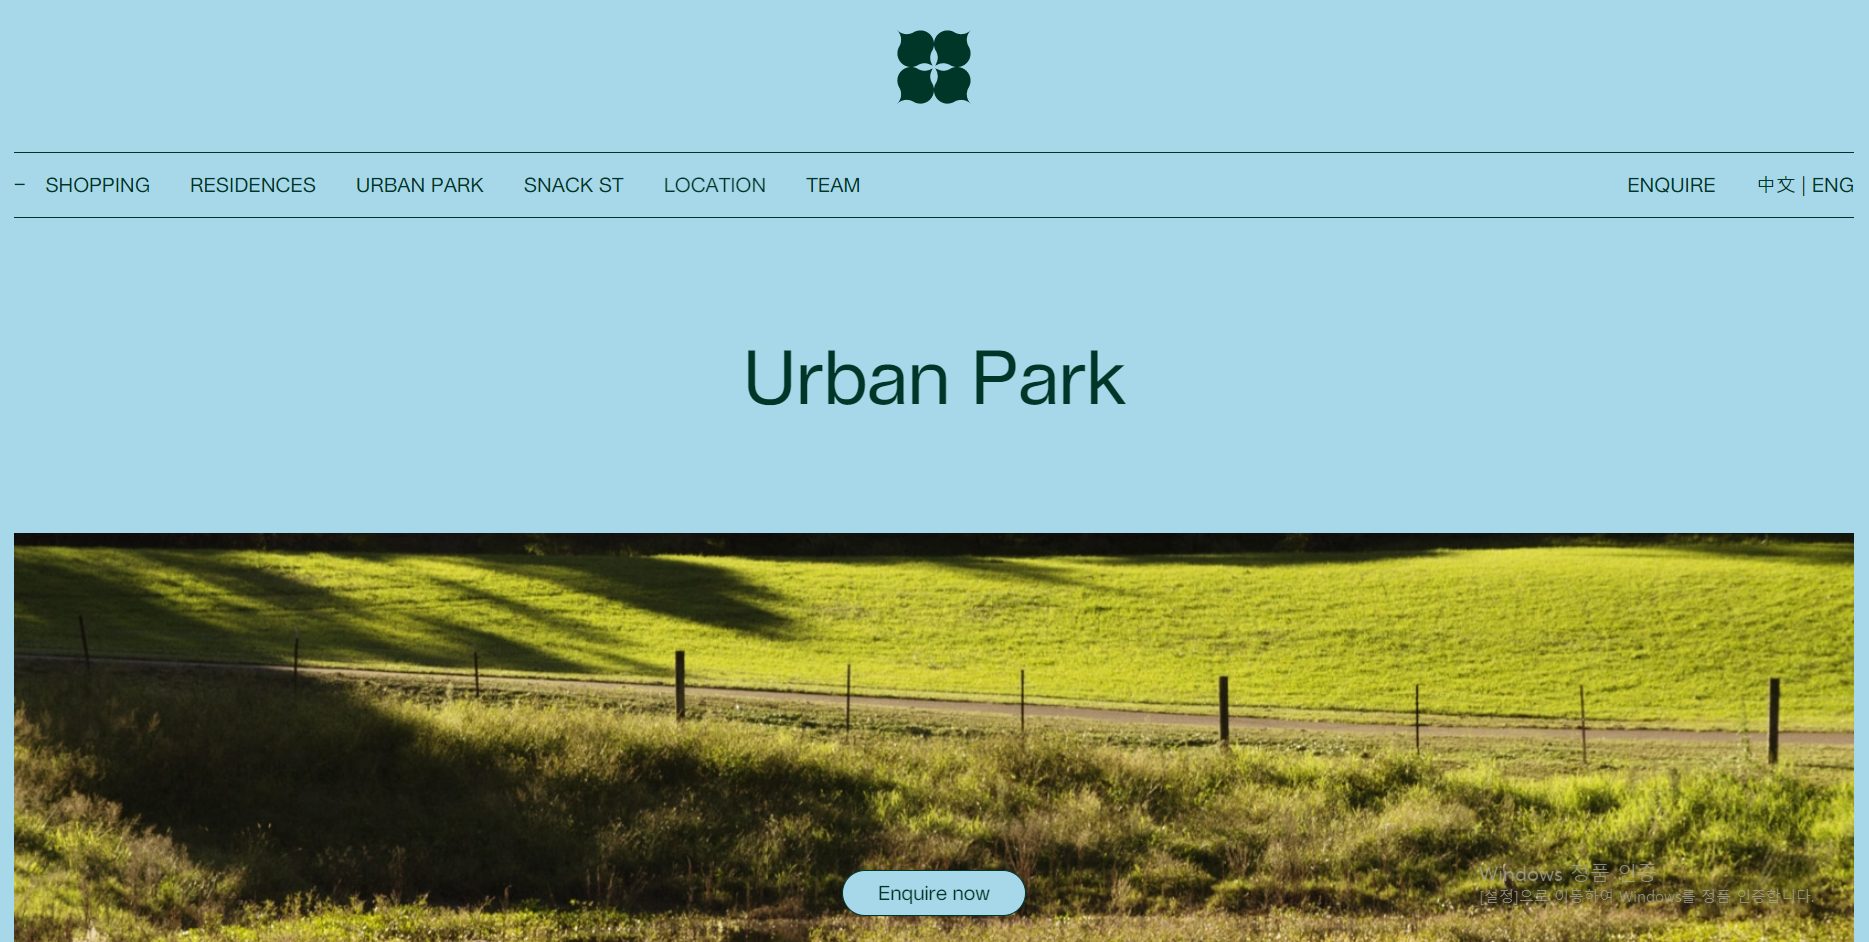 – SHOPPING RESIDENCES URBAN PARK SNACK ST LOCATION TEAM ENQUIRE 中文 | ENG
Urban Park
Enquire now
Windows 정품 인증
[설정]으로 이동하여 Windows를 정품 인증합니다.